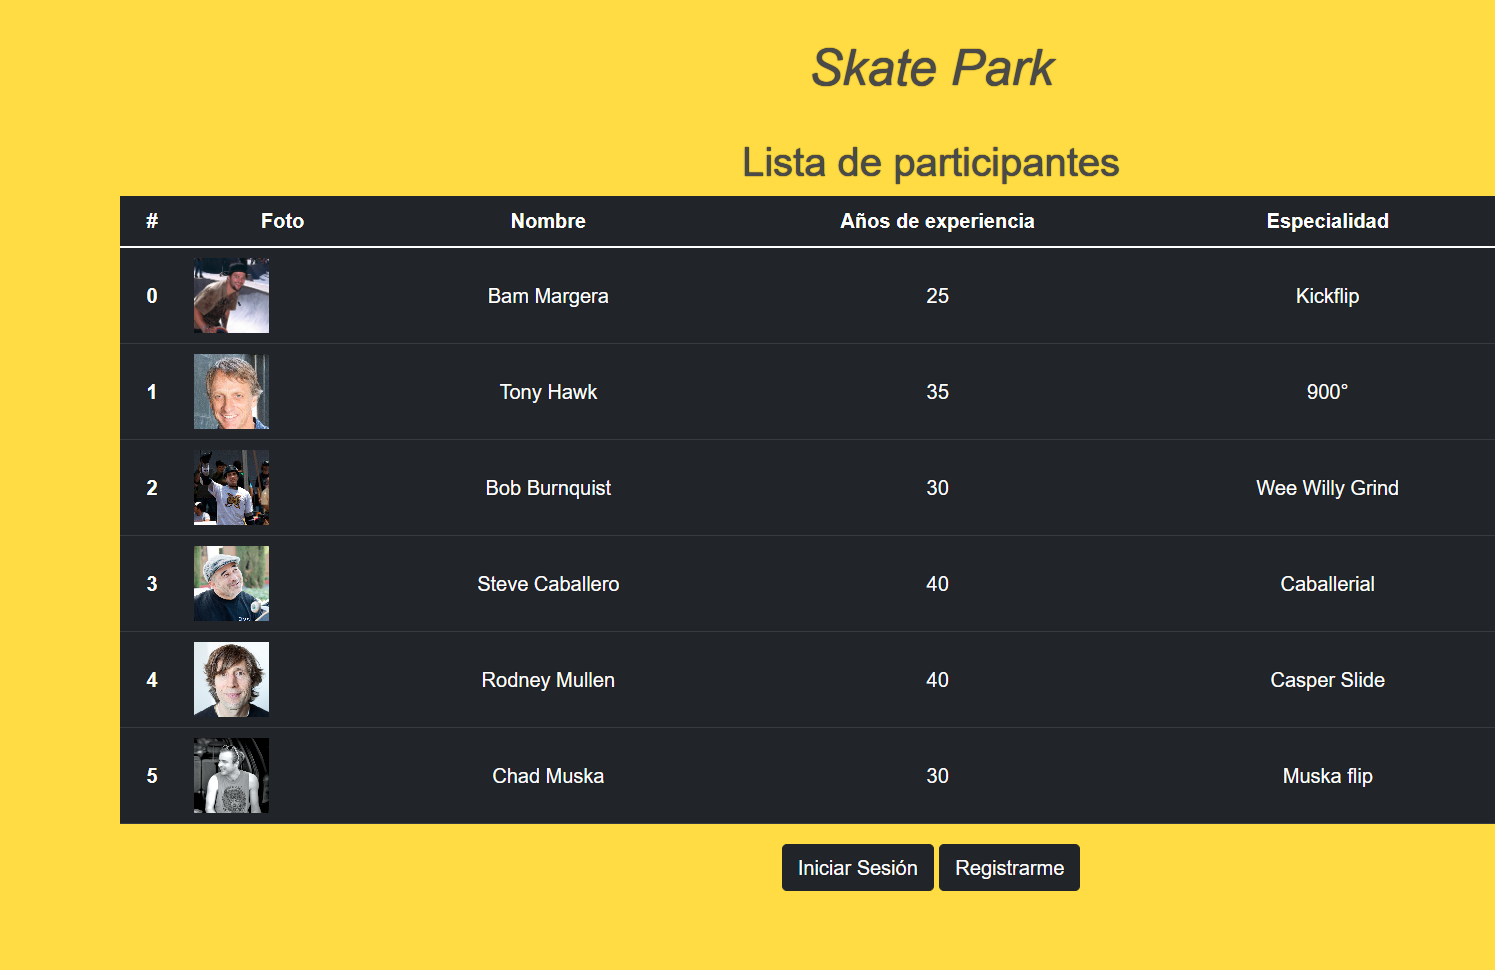 Skate Park
Lista de participantes
# Foto Nombre Años de experiencia Especialidad
0 Bam Margera 25 Kickflip
1 Tony Hawk 35 900°
2 Bob Burnquist 30 Wee Willy Grind
3 Steve Caballero 40 Caballerial
4 Rodney Mullen 40 Casper Slide
5 Chad Muska 30 Muska flip
Iniciar Sesión Registrarme